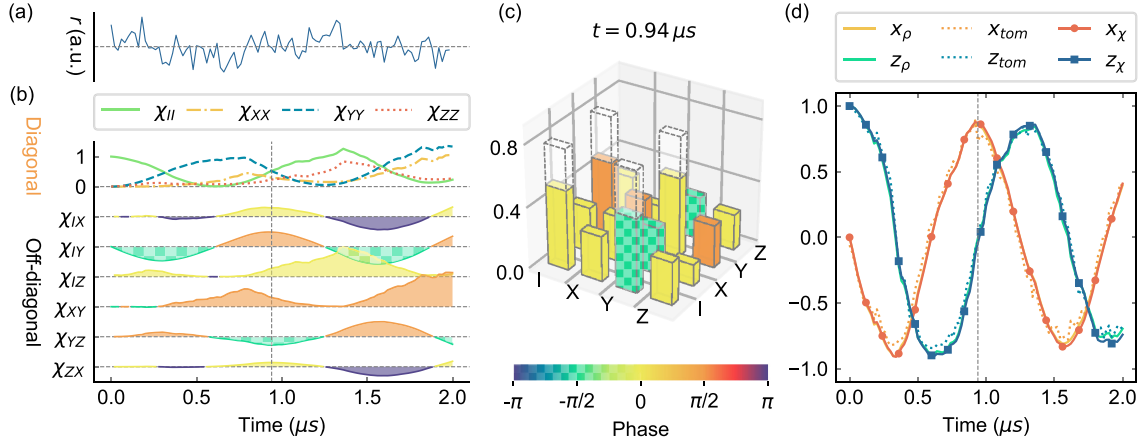 (a)
r (a.u.)
(b)
χII χXX χYY χZZ
Diagonal
1
0
Off-diagonal
χIX
χIY
χIZ
χXY
χYZ
χZX
0.0 0.5 1.0 1.5 2.0
Time (μs)
(c)
t = 0.94 μs
0.8
0.4
0.0
I X Y Z
I X Y Z
-π -π/2 0 π/2 π
Phase
(d)
xρ xtom xχ
zρ ztom zχ
1.0
0.5
0.0
−0.5
−1.0
0.0 0.5 1.0 1.5 2.0
Time (μs)